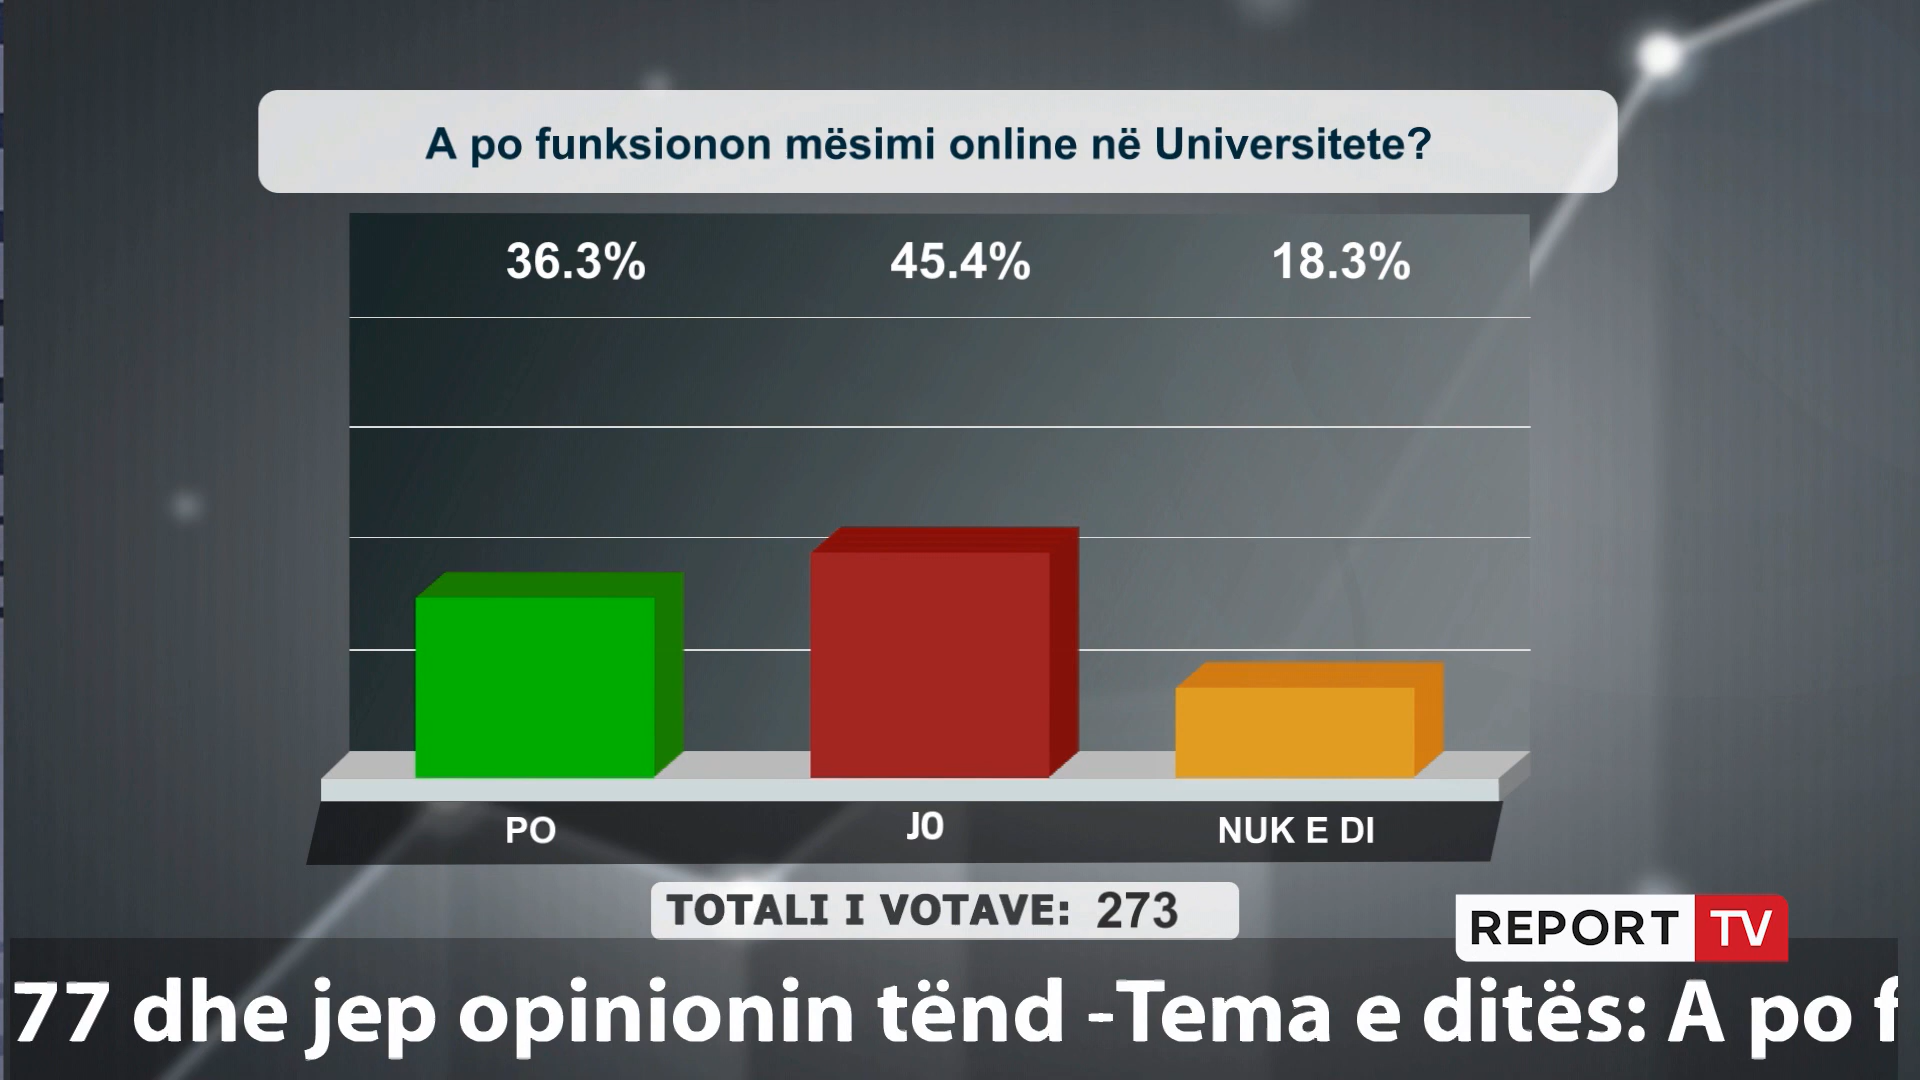 A po funksionon mësimi online në Universitete?
36.3% 45.4% 18.3%
PO JO NUK E DI
TOTALI I VOTAVE: 273
REPORT TV
77 dhe jep opinionin tënd -Tema e ditës: A po f